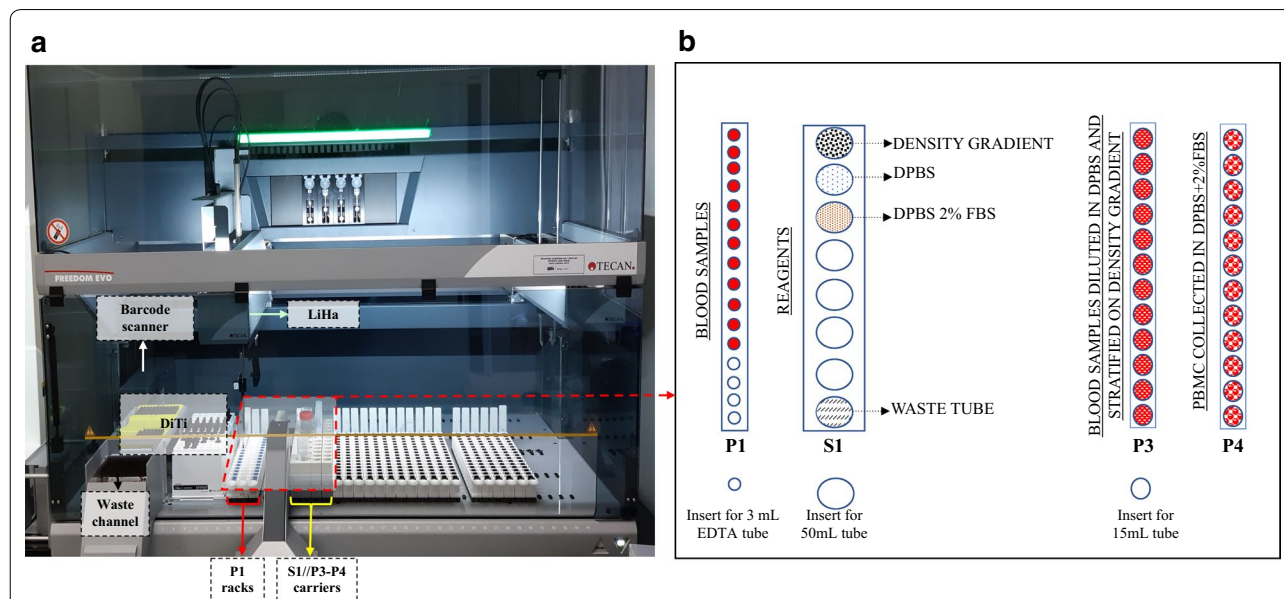 a
FREEDOM EVO
TECAN.
Barcode
scanner
LiHa
DiTi
Waste
channel
P1
racks
S1//P3-P4
carriers
b
BLOOD SAMPLES
REAGENTS
DENSITY GRADIENT
DPBS
DPBS 2% FBS
WASTE TUBE
BLOOD SAMPLES DILUTED IN DPBS AND
STRATIFIED ON DENSITY GRADIENT
PBMC COLLECTED IN DPBS+2%FBS
P1
S1
P3
P4
Insert for 3 mL
EDTA tube
Insert for
50mL tube
Insert for
15mL tube